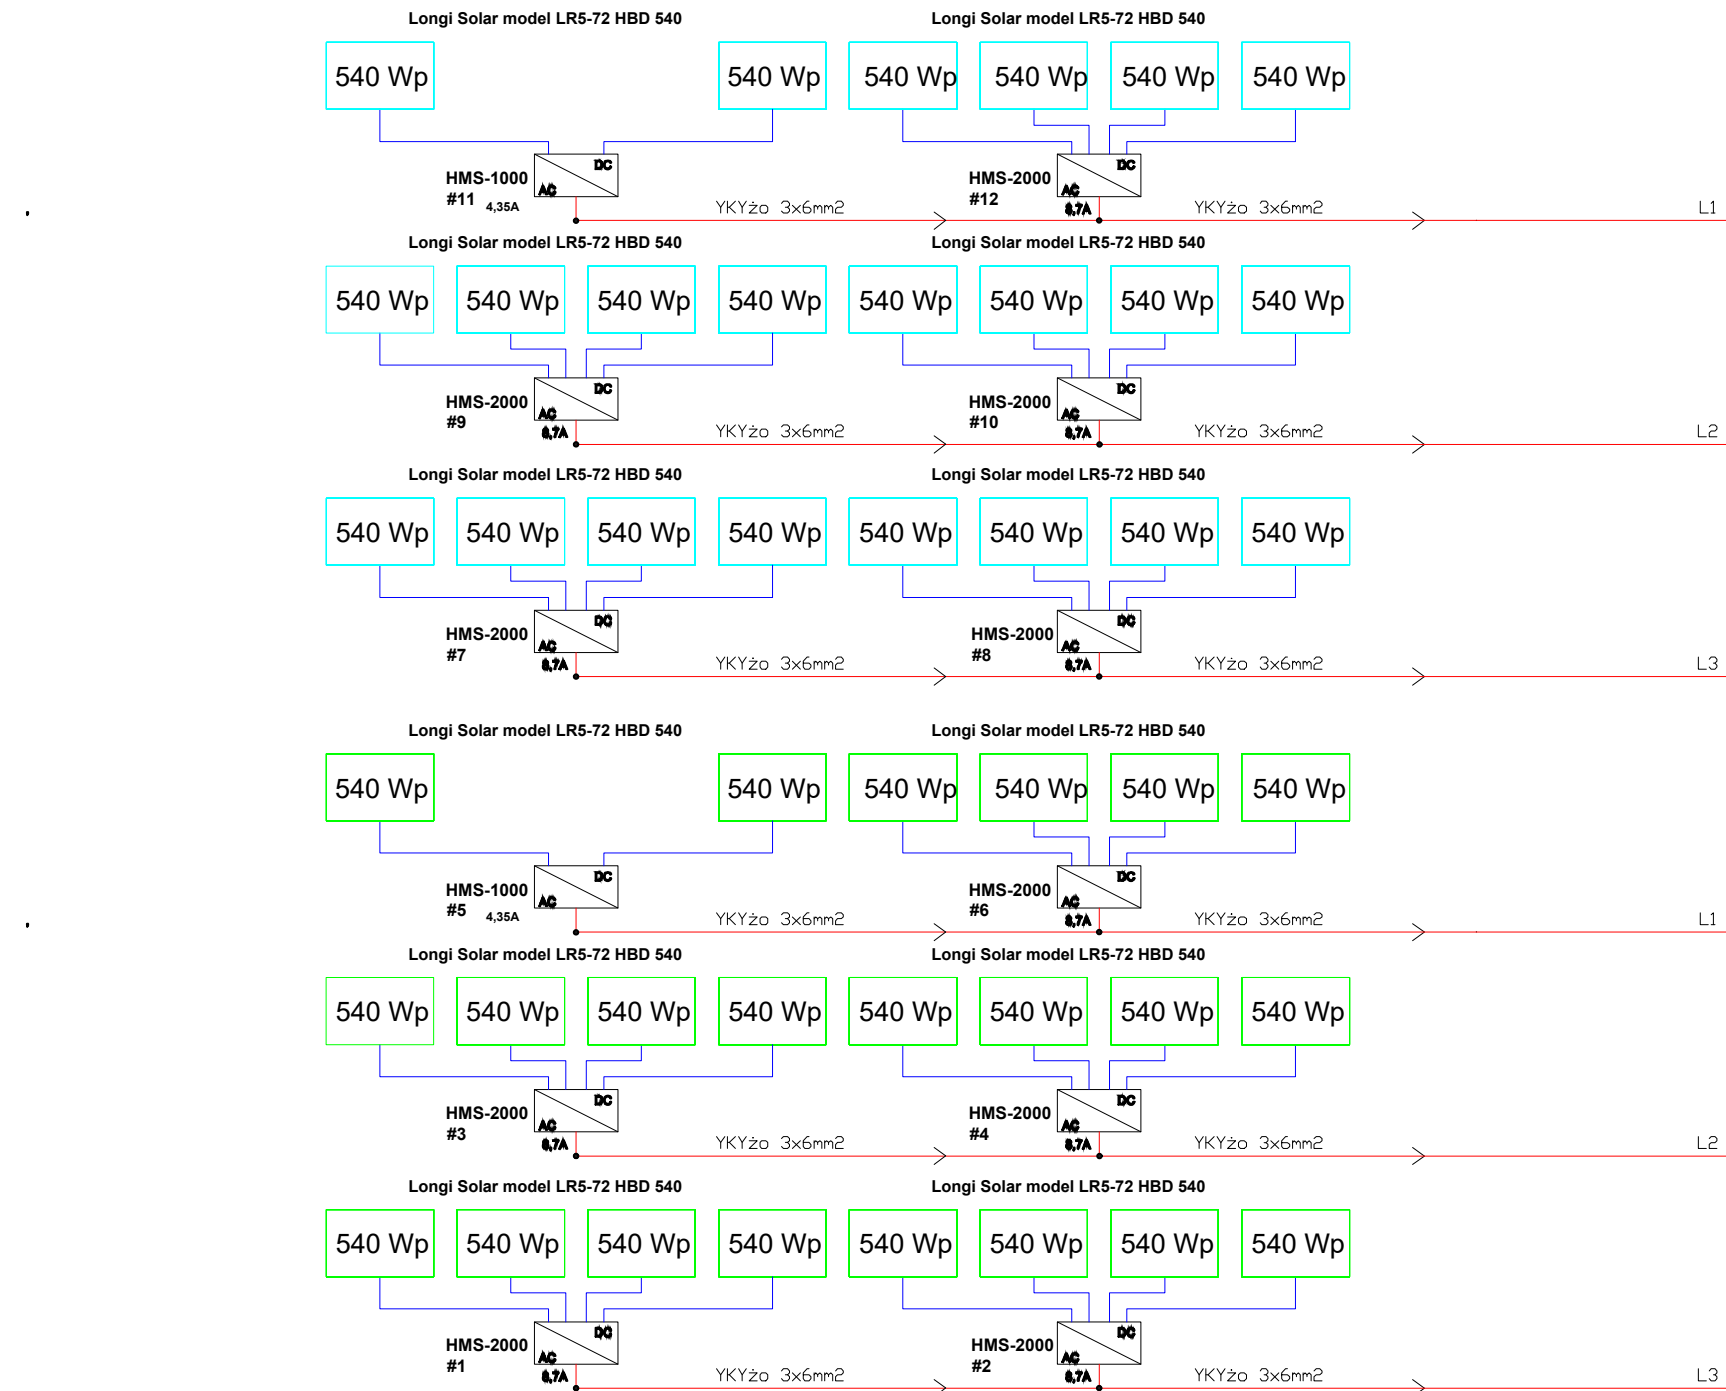 Longi Solar model LR5-72 HBD 540 Longi Solar model LR5-72 HBD 540
540 Wp 540 Wp 540 Wp 540 Wp 540 Wp 540 Wp
DC DC
HMS-1000 AC HMS-2000 AC
#11 4,35A #12 8,7A
YKYżo 3x6mm2 YKYżo 3x6mm2 L1
Longi Solar model LR5-72 HBD 540 Longi Solar model LR5-72 HBD 540
540 Wp 540 Wp 540 Wp 540 Wp 540 Wp 540 Wp 540 Wp 540 Wp
DC DC
HMS-2000 AC HMS-2000 AC
#9 8,7A #10 8,7A
YKYżo 3x6mm2 YKYżo 3x6mm2 L2
Longi Solar model LR5-72 HBD 540 Longi Solar model LR5-72 HBD 540
540 Wp 540 Wp 540 Wp 540 Wp 540 Wp 540 Wp 540 Wp 540 Wp
DC DC
HMS-2000 AC HMS-2000 AC
#7 8,7A #8 8,7A
YKYżo 3x6mm2 YKYżo 3x6mm2 L3
Longi Solar model LR5-72 HBD 540 Longi Solar model LR5-72 HBD 540
540 Wp 540 Wp 540 Wp 540 Wp 540 Wp 540 Wp
DC DC
HMS-1000 AC HMS-2000 AC
#5 4,35A #6 8,7A
YKYżo 3x6mm2 YKYżo 3x6mm2 L1
Longi Solar model LR5-72 HBD 540 Longi Solar model LR5-72 HBD 540
540 Wp 540 Wp 540 Wp 540 Wp 540 Wp 540 Wp 540 Wp 540 Wp
DC DC
HMS-2000 AC HMS-2000 AC
#3 8,7A #4 8,7A
YKYżo 3x6mm2 YKYżo 3x6mm2 L2
Longi Solar model LR5-72 HBD 540 Longi Solar model LR5-72 HBD 540
540 Wp 540 Wp 540 Wp 540 Wp 540 Wp 540 Wp 540 Wp 540 Wp
DC DC
HMS-2000 AC HMS-2000 AC
#1 8,7A #2 8,7A
YKYżo 3x6mm2 YKYżo 3x6mm2 L3